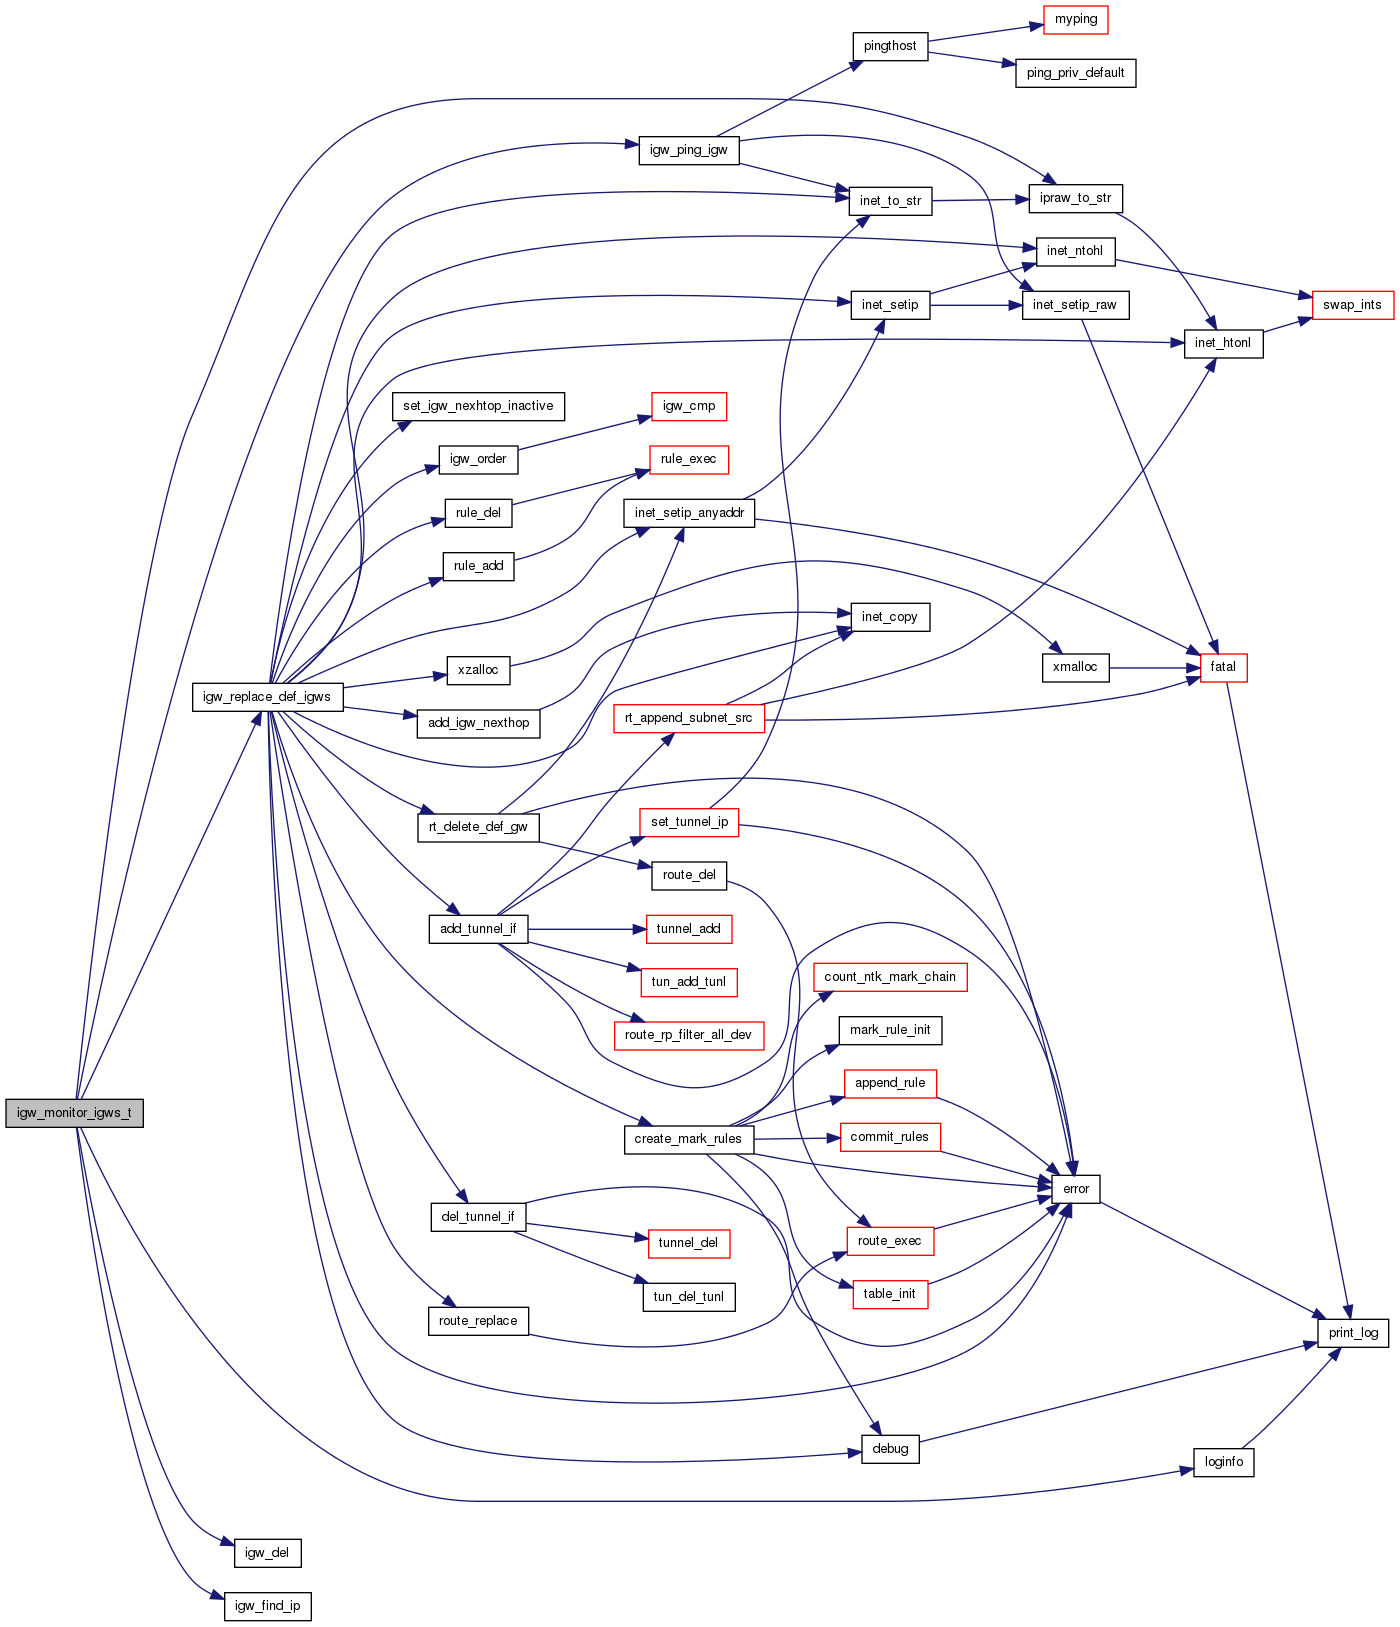 myping
pingthost
ping_priv_default
igw_ping_igw
inet_to_str
ipraw_to_str
inet_ntohl
inet_setip
inet_setip_raw
swap_ints
inet_htonl
set_igw_nexhtop_inactive
igw_cmp
igw_order
rule_exec
rule_del
inet_setip_anyaddr
rule_add
inet_copy
xzalloc
xmalloc
fatal
igw_replace_def_igws
add_igw_nexthop
rt_append_subnet_src
rt_delete_def_gw
set_tunnel_ip
route_del
add_tunnel_if
tunnel_add
tun_add_tunl
count_ntk_mark_chain
route_rp_filter_all_dev
mark_rule_init
append_rule
igw_monitor_igws_t
create_mark_rules
commit_rules
error
del_tunnel_if
tunnel_del
route_exec
tun_del_tunl
table_init
route_replace
print_log
debug
loginfo
igw_del
igw_find_ip